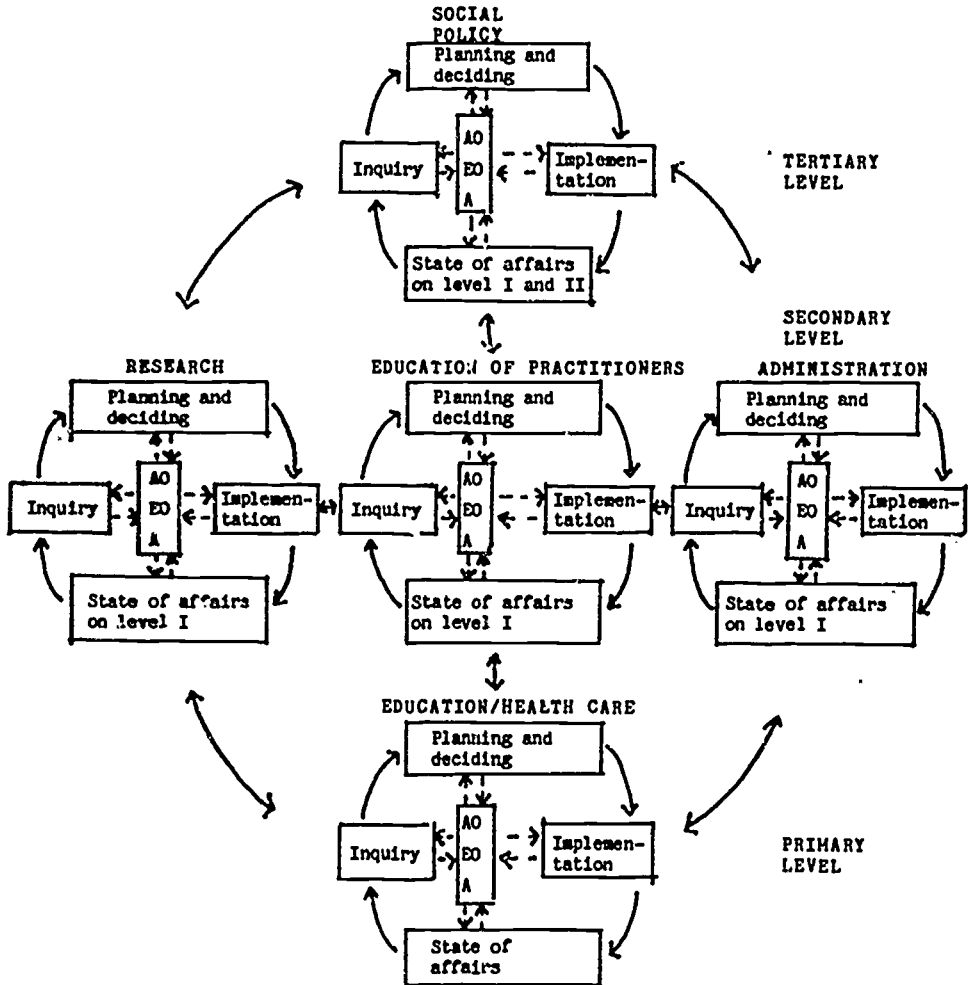 SOCIAL
POLICY
Planning and
deciding
AO
EO
A
Inquiry
Implemen-
tation
State of affairs
on level I and II
TERTIARY
LEVEL
SECONDARY
LEVEL
RESEARCH
Planning and
deciding
AO
EO
A
Inquiry
Implemen-
tation
State of affairs
on level I
EDUCATION OF PRACTITIONERS
Planning and
deciding
AO
EO
A
Inquiry
Implemen-
tation
State of affairs
on level I
ADMINISTRATION
Planning and
deciding
AO
EO
A
Inquiry
Implemen-
tation
State of affairs
on level I
EDUCATION/HEALTH CARE
Planning and
deciding
AO
EO
A
Inquiry
Implemen-
tation
State of
affairs
PRIMARY
LEVEL